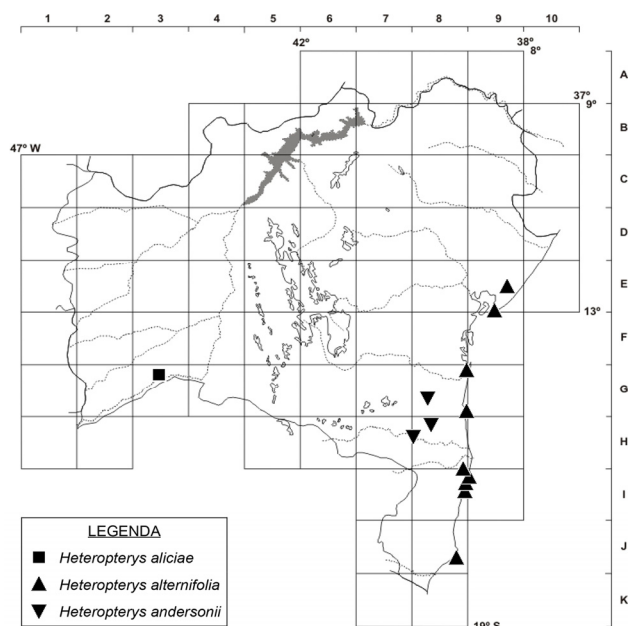 1 2 3 4 5 6 7 8 9 10
42° 38°
8°
A
37°
9°
B
47° W
C
D
E
13°
F
G
H
I
LEGENDA
J
Heteropterys aliciae
Heteropterys alternifolia
Heteropterys andersonii
K
19° S